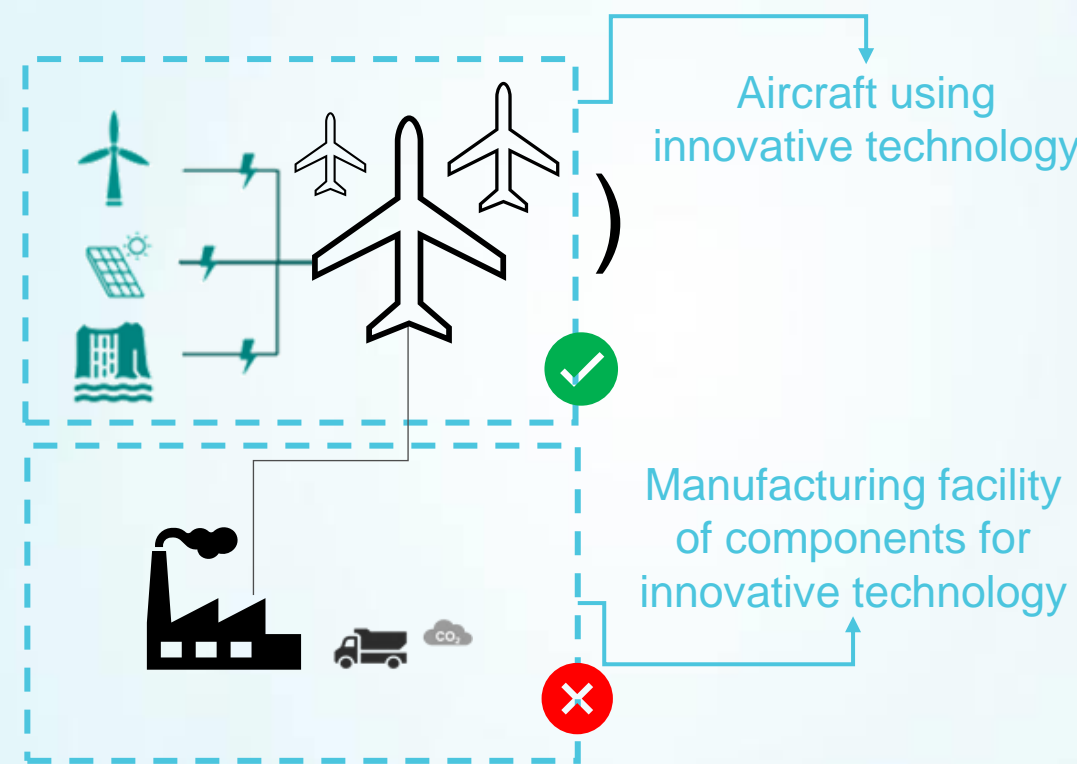 Aircraft using
innovative technology
)
Manufacturing facility
of components for
innovative technology
CO₂